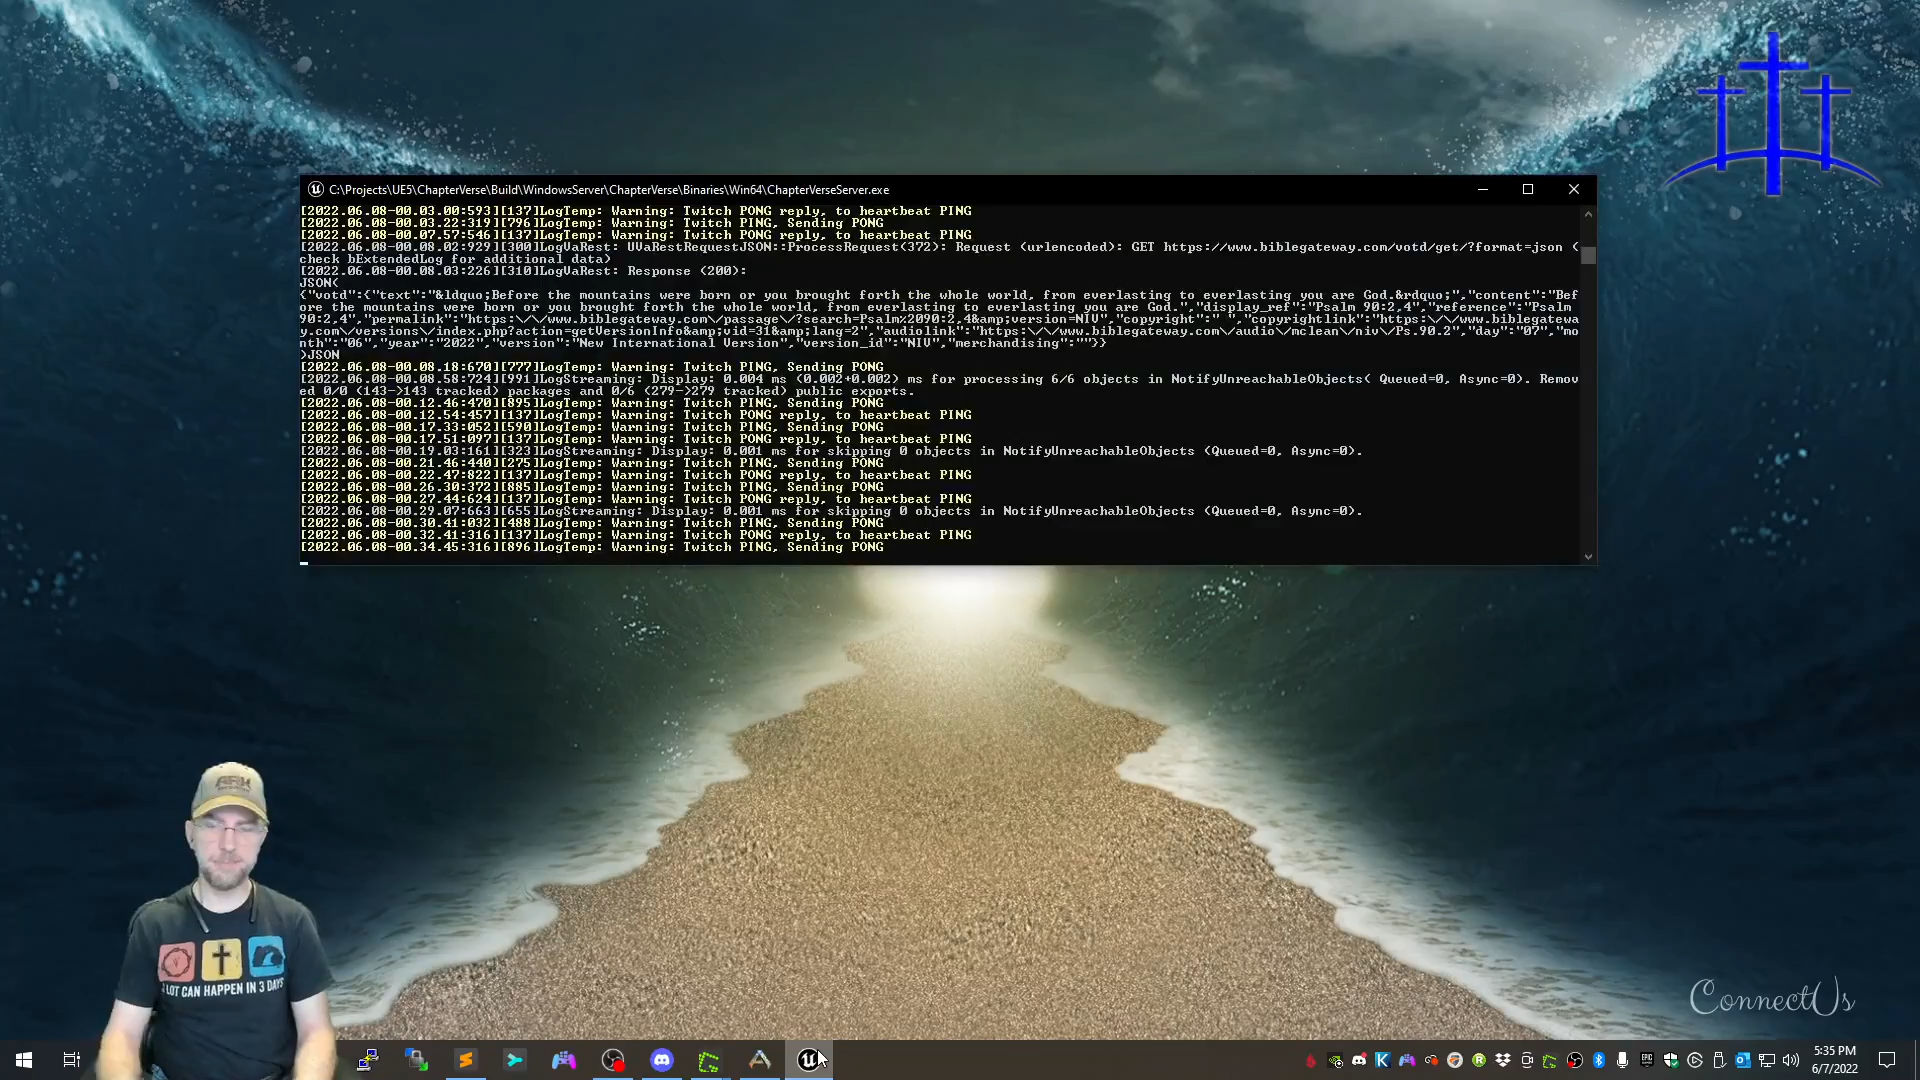 C:\Projects\UE5\ChapterVerse\Build\WindowsServer\ChapterVerse\Binaries\Win64\ChapterVerseServer.exe
[2022.06.08-00.03.00:593][137]LogTemp: Warning: Twitch PONG reply, to heartbeat PING
[2022.06.08-00.03.22:319][796]LogTemp: Warning: Twitch PING, Sending PONG
[2022.06.08-00.07.57:546][137]LogTemp: Warning: Twitch PONG reply, to heartbeat PING
[2022.06.08-00.08.02:929][300]LogVaRest: UVaRestRequestJSON::ProcessRequest(372): Request (urlencoded): GET https://www.biblegateway.com/votd/get/?format=json (
check bExtendedLog for additional data)
[2022.06.08-00.08.03:226][310]LogVaRest: Response (200):
JSON(
{"votd":{"text":"&ldquo;Before the mountains were born or you brought forth the whole world, from everlasting to everlasting you are God.&rdquo;","content":"Bef
ore the mountains were born or you brought forth the whole world, from everlasting to everlasting you are God.","display_ref":"Psalm 90:2,4","reference":"Psalm
90:2,4","permalink":"https:\/\/www.biblegateway.com\/passage\/?search=Psalm%2090:2,4&amp;version=NIV","copyright":" ","copyrightlink":"https:\/\/www.biblegatewa
y.com\/versions\/index.php?action=getVersionInfo&amp;vid=31&amp;lang=2","audiolink":"https:\/\/www.biblegateway.com\/audio\/mclean\/niv\/Ps.90.2","day":"07","mo
nth":"06","year":"2022","version":"New International Version","version_id":"NIV","merchandising":""}}
)JSON
[2022.06.08-00.08.18:670][777]LogTemp: Warning: Twitch PING, Sending PONG
[2022.06.08-00.08.58:724][991]LogStreaming: Display: 0.004 ms (0.002+0.002) ms for processing 6/6 objects in NotifyUnreachableObjects( Queued=0, Async=0). Remov
ed 0/0 (143->143 tracked) packages and 0/6 (279->279 tracked) public exports.
[2022.06.08-00.12.46:470][895]LogTemp: Warning: Twitch PING, Sending PONG
[2022.06.08-00.12.54:457][137]LogTemp: Warning: Twitch PONG reply, to heartbeat PING
[2022.06.08-00.17.33:052][590]LogTemp: Warning: Twitch PING, Sending PONG
[2022.06.08-00.17.51:097][137]LogTemp: Warning: Twitch PONG reply, to heartbeat PING
[2022.06.08-00.19.03:161][323]LogStreaming: Display: 0.001 ms for skipping 0 objects in NotifyUnreachableObjects (Queued=0, Async=0).
[2022.06.08-00.21.46:440][275]LogTemp: Warning: Twitch PING, Sending PONG
[2022.06.08-00.22.47:822][137]LogTemp: Warning: Twitch PONG reply, to heartbeat PING
[2022.06.08-00.26.30:372][885]LogTemp: Warning: Twitch PING, Sending PONG
[2022.06.08-00.27.44:624][137]LogTemp: Warning: Twitch PONG reply, to heartbeat PING
[2022.06.08-00.29.07:663][655]LogStreaming: Display: 0.001 ms for skipping 0 objects in NotifyUnreachableObjects (Queued=0, Async=0).
[2022.06.08-00.30.41:032][488]LogTemp: Warning: Twitch PING, Sending PONG
[2022.06.08-00.32.41:316][137]LogTemp: Warning: Twitch PONG reply, to heartbeat PING
[2022.06.08-00.34.45:316][896]LogTemp: Warning: Twitch PING, Sending PONG
ARK
LOT CAN HAPPEN IN 3 DAYS
ConnectUs
5:35 PM
6/7/2022